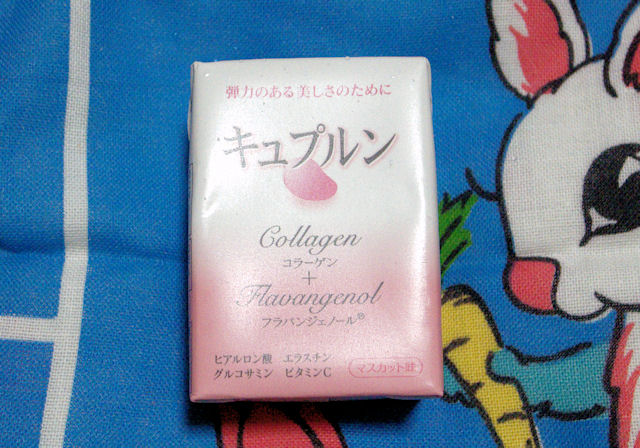 弾力のある美しさのために
キュプルン
Collagen
コラーゲン
+
Flavangenol
フラバンジェノール®
ヒアルロン酸 エラスチン
グルコサミン ビタミンC
マスカット味